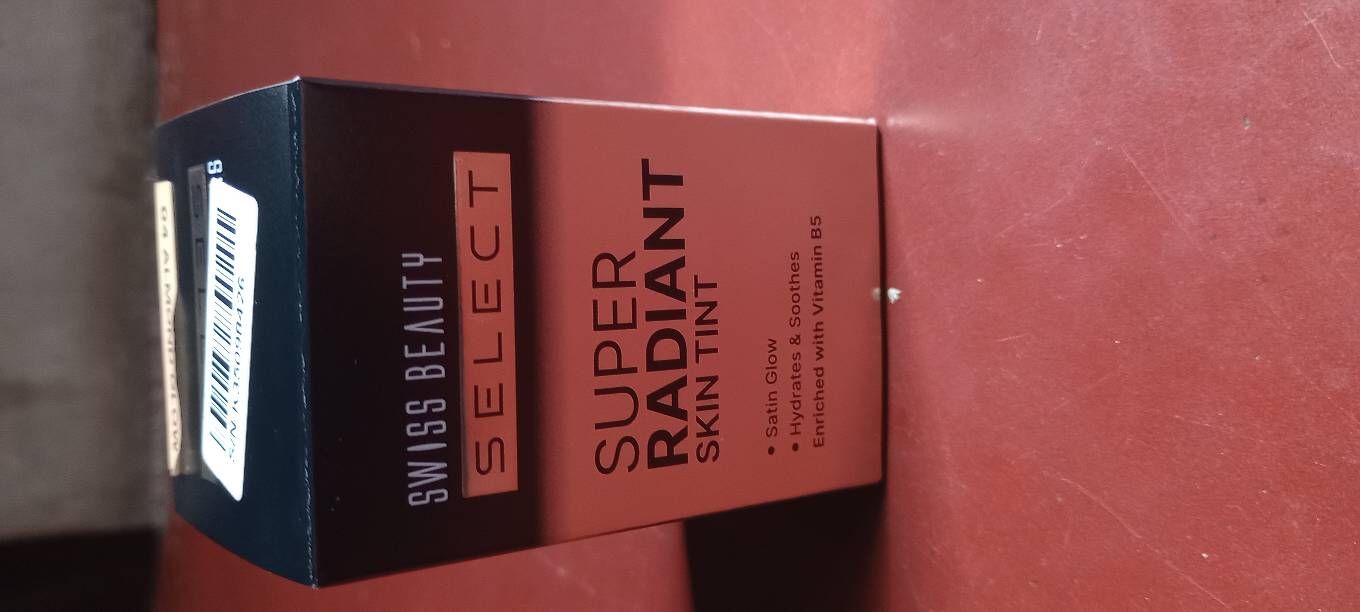 SWISS BEAUTY
SELECT
SUPER
RADIANT
SKIN TINT
• Satin Glow
• Hydrates & Soothes
Enriched with Vitamin B5